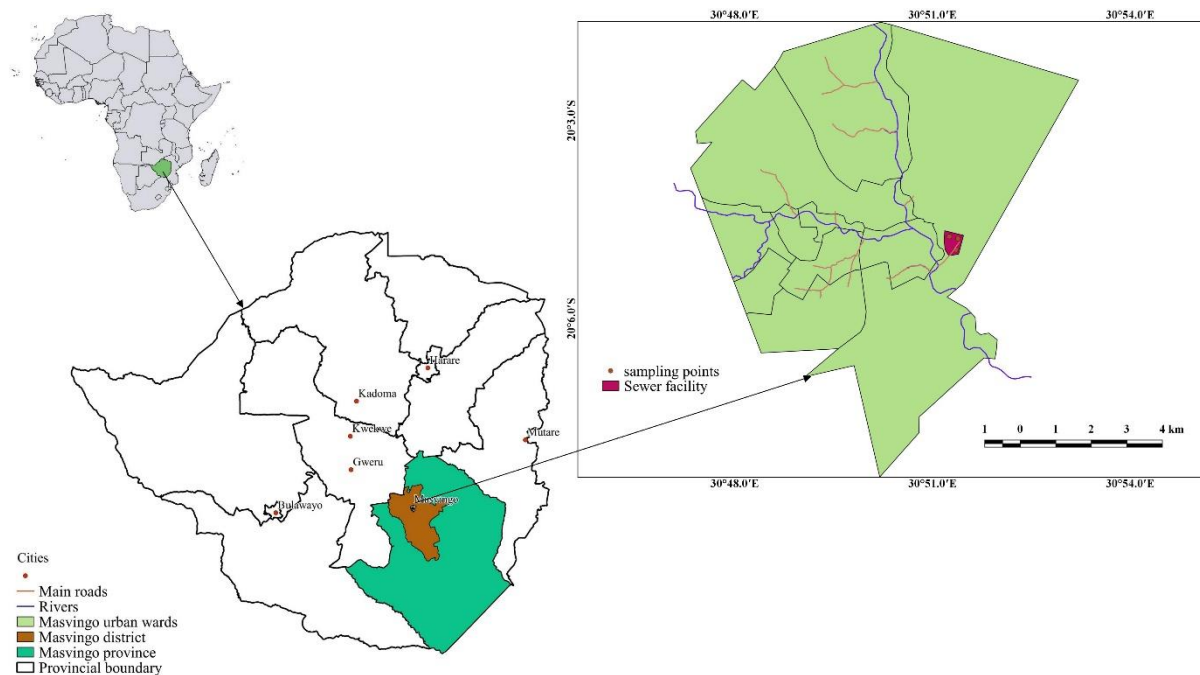 30°48.0'E 30°51.0'E 30°54.0'E
20°3.0'S
20°6.0'S
sampling points
Sewer facility
1 0 1 2 3 4 km
30°48.0'E 30°51.0'E 30°54.0'E
Harare
Kadoma
Kwekwe
Mutare
Gweru
Masvingo
Bulawayo
Cities
Main roads
Rivers
Masvingo urban wards
Masvingo district
Masvingo province
Provincial boundary